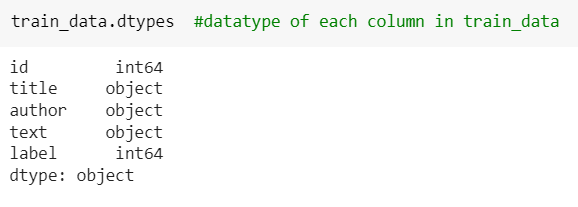 train_data.dtypes  #datatype of each column in train_data
id         int64
title     object
author    object
text      object
label      int64
dtype: object